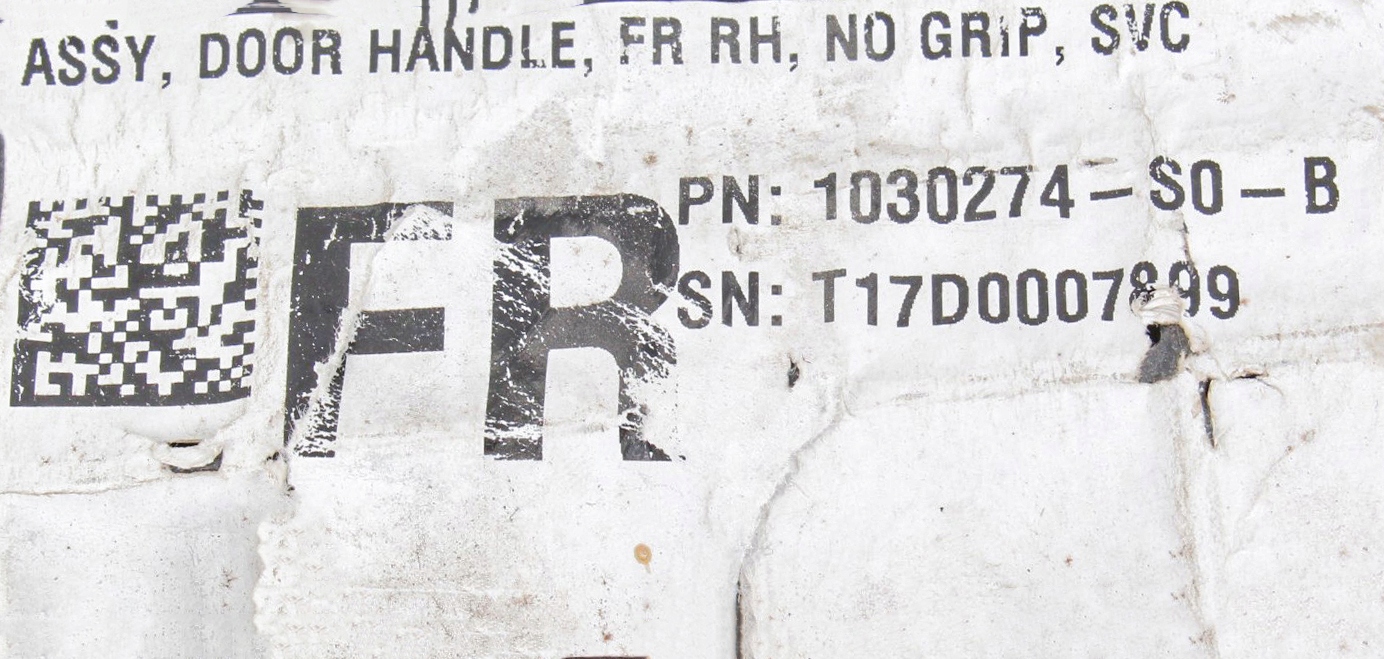 ASSY, DOOR HANDLE, FR RH, NO GRIP, SVC
FR
PN: 1030274-S0-B
SN: T17D0007899